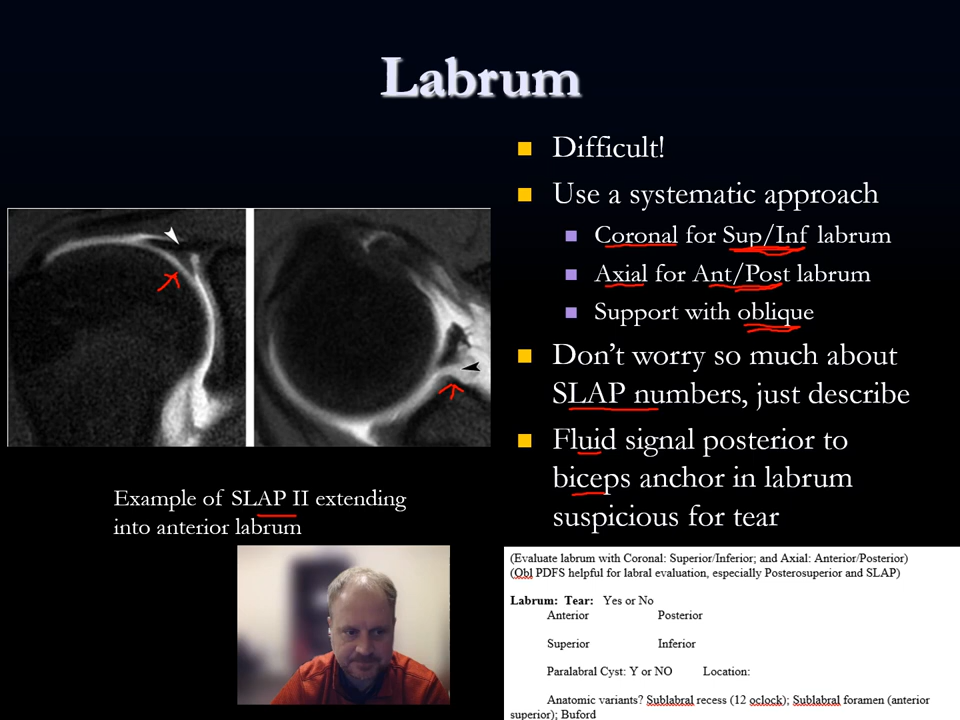 Labrum
Difficult!
Use a systematic approach
Coronal for Sup/Inf labrum
Axial for Ant/Post labrum
Support with oblique
Don't worry so much about
SLAP numbers, just describe
Fluid signal posterior to
biceps anchor in labrum
suspicious for tear
Example of SLAP II extending
into anterior labrum
(Evaluate labrum with Coronal: Superior/Inferior; and Axial: Anterior/Posterior)
(Obl PDFS helpful for labral evaluation, especially Posterosuperior and SLAP)
Labrum: Tear: Yes or No
Anterior Posterior
Superior Inferior
Paralabral Cyst: Y or NO Location:
Anatomic variants? Sublabral recess (12 oclock); Sublabral foramen (anterior
superior); Buford